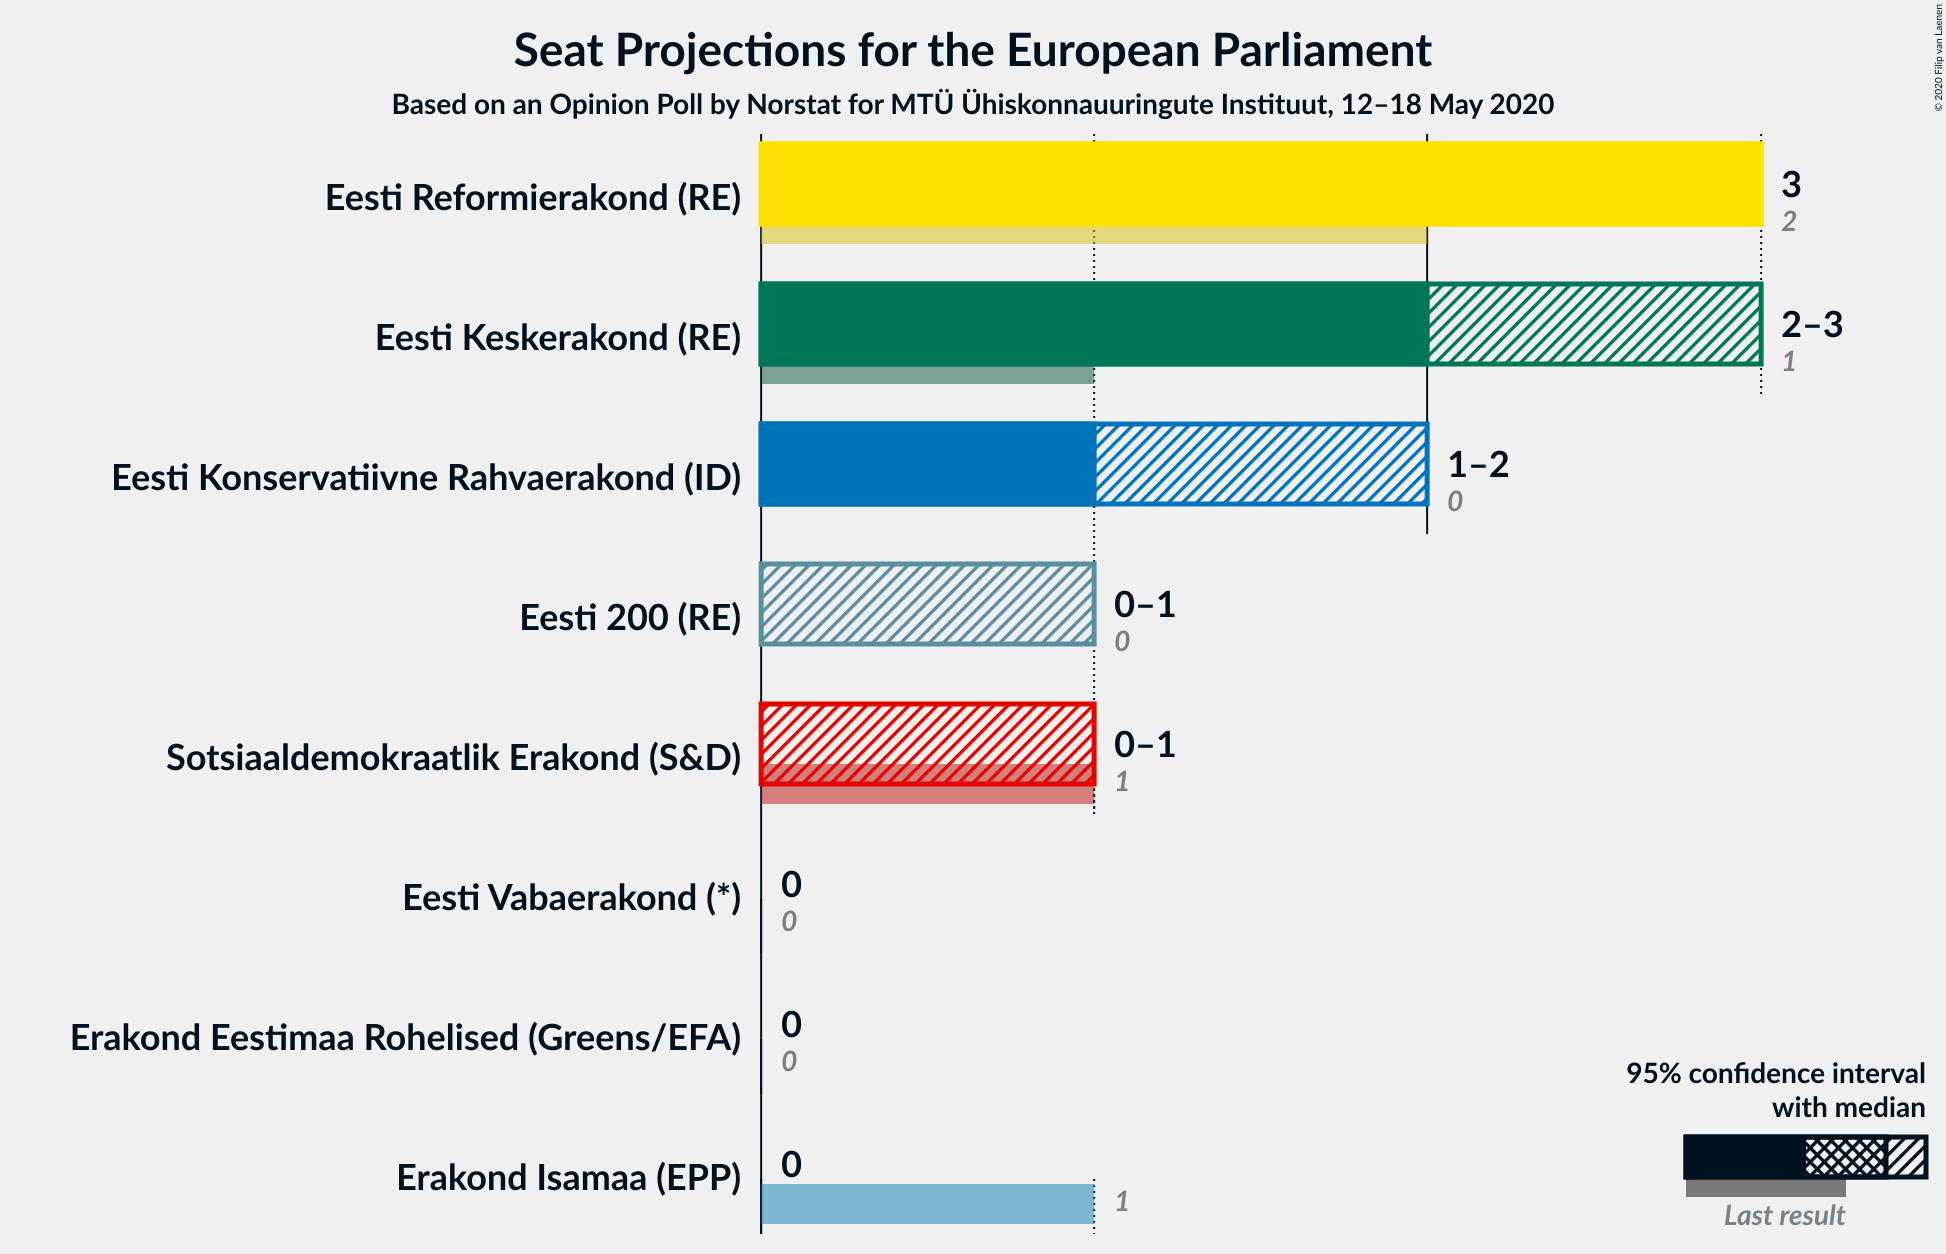 Seat Projections for the European Parliament
Based on an Opinion Poll by Norstat for MTÜ Ühiskonnauuringute Instituut, 12–18 May 2020
© 2020 Filip van Laenen
Eesti Reformierakond (RE)
3
2
Eesti Keskerakond (RE)
2–3
1
Eesti Konservatiivne Rahvaerakond (ID)
1–2
0
Eesti 200 (RE)
0–1
0
Sotsiaaldemokraatlik Erakond (S&D)
0–1
1
Eesti Vabaerakond (*)
0
0
Erakond Eestimaa Rohelised (Greens/EFA)
0
0
Erakond Isamaa (EPP)
0
1
95% confidence interval
with median
Last result